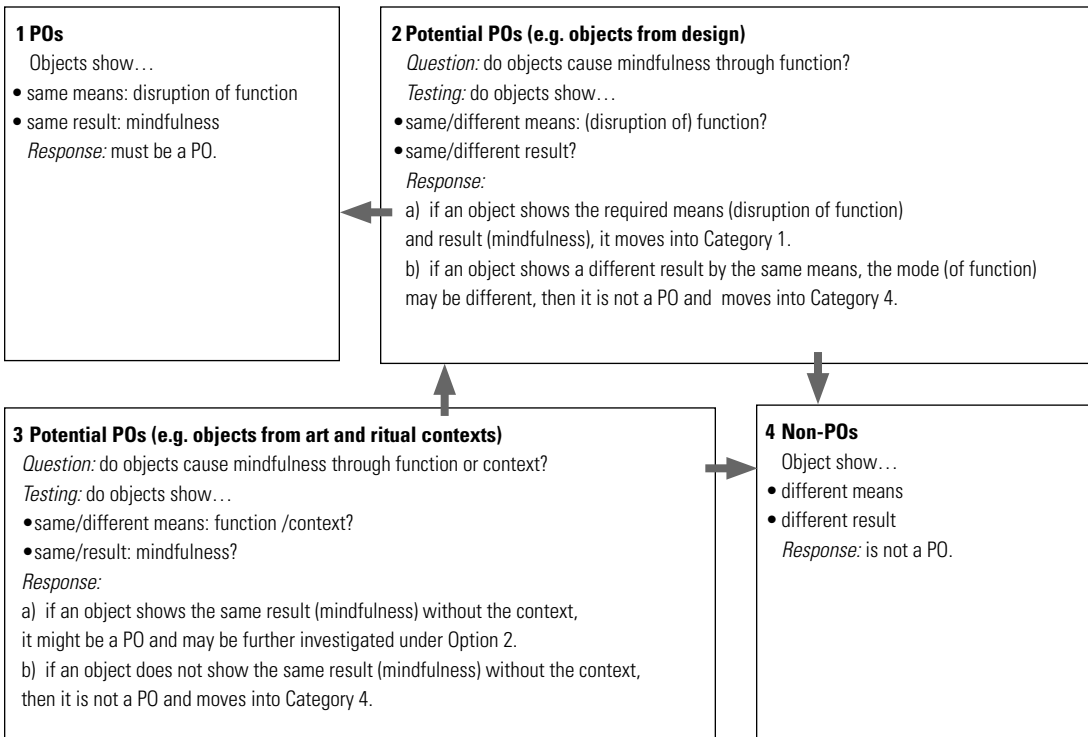 1 POs
Objects show…
• same means: disruption of function
• same result: mindfulness
Response: must be a PO.
2 Potential POs (e.g. objects from design)
Question: do objects cause mindfulness through function?
Testing: do objects show…
• same/different means: (disruption of) function?
• same/different result?
Response:
a) if an object shows the required means (disruption of function)
and result (mindfulness), it moves into Category 1.
b) if an object shows a different result by the same means, the mode (of function)
may be different, then it is not a PO and moves into Category 4.
3 Potential POs (e.g. objects from art and ritual contexts)
Question: do objects cause mindfulness through function or context?
Testing: do objects show…
• same/different means: function /context?
• same/result: mindfulness?
Response:
a) if an object shows the same result (mindfulness) without the context,
it might be a PO and may be further investigated under Option 2.
b) if an object does not show the same result (mindfulness) without the context,
then it is not a PO and moves into Category 4.
4 Non-POs
Object show…
• different means
• different result
Response: is not a PO.